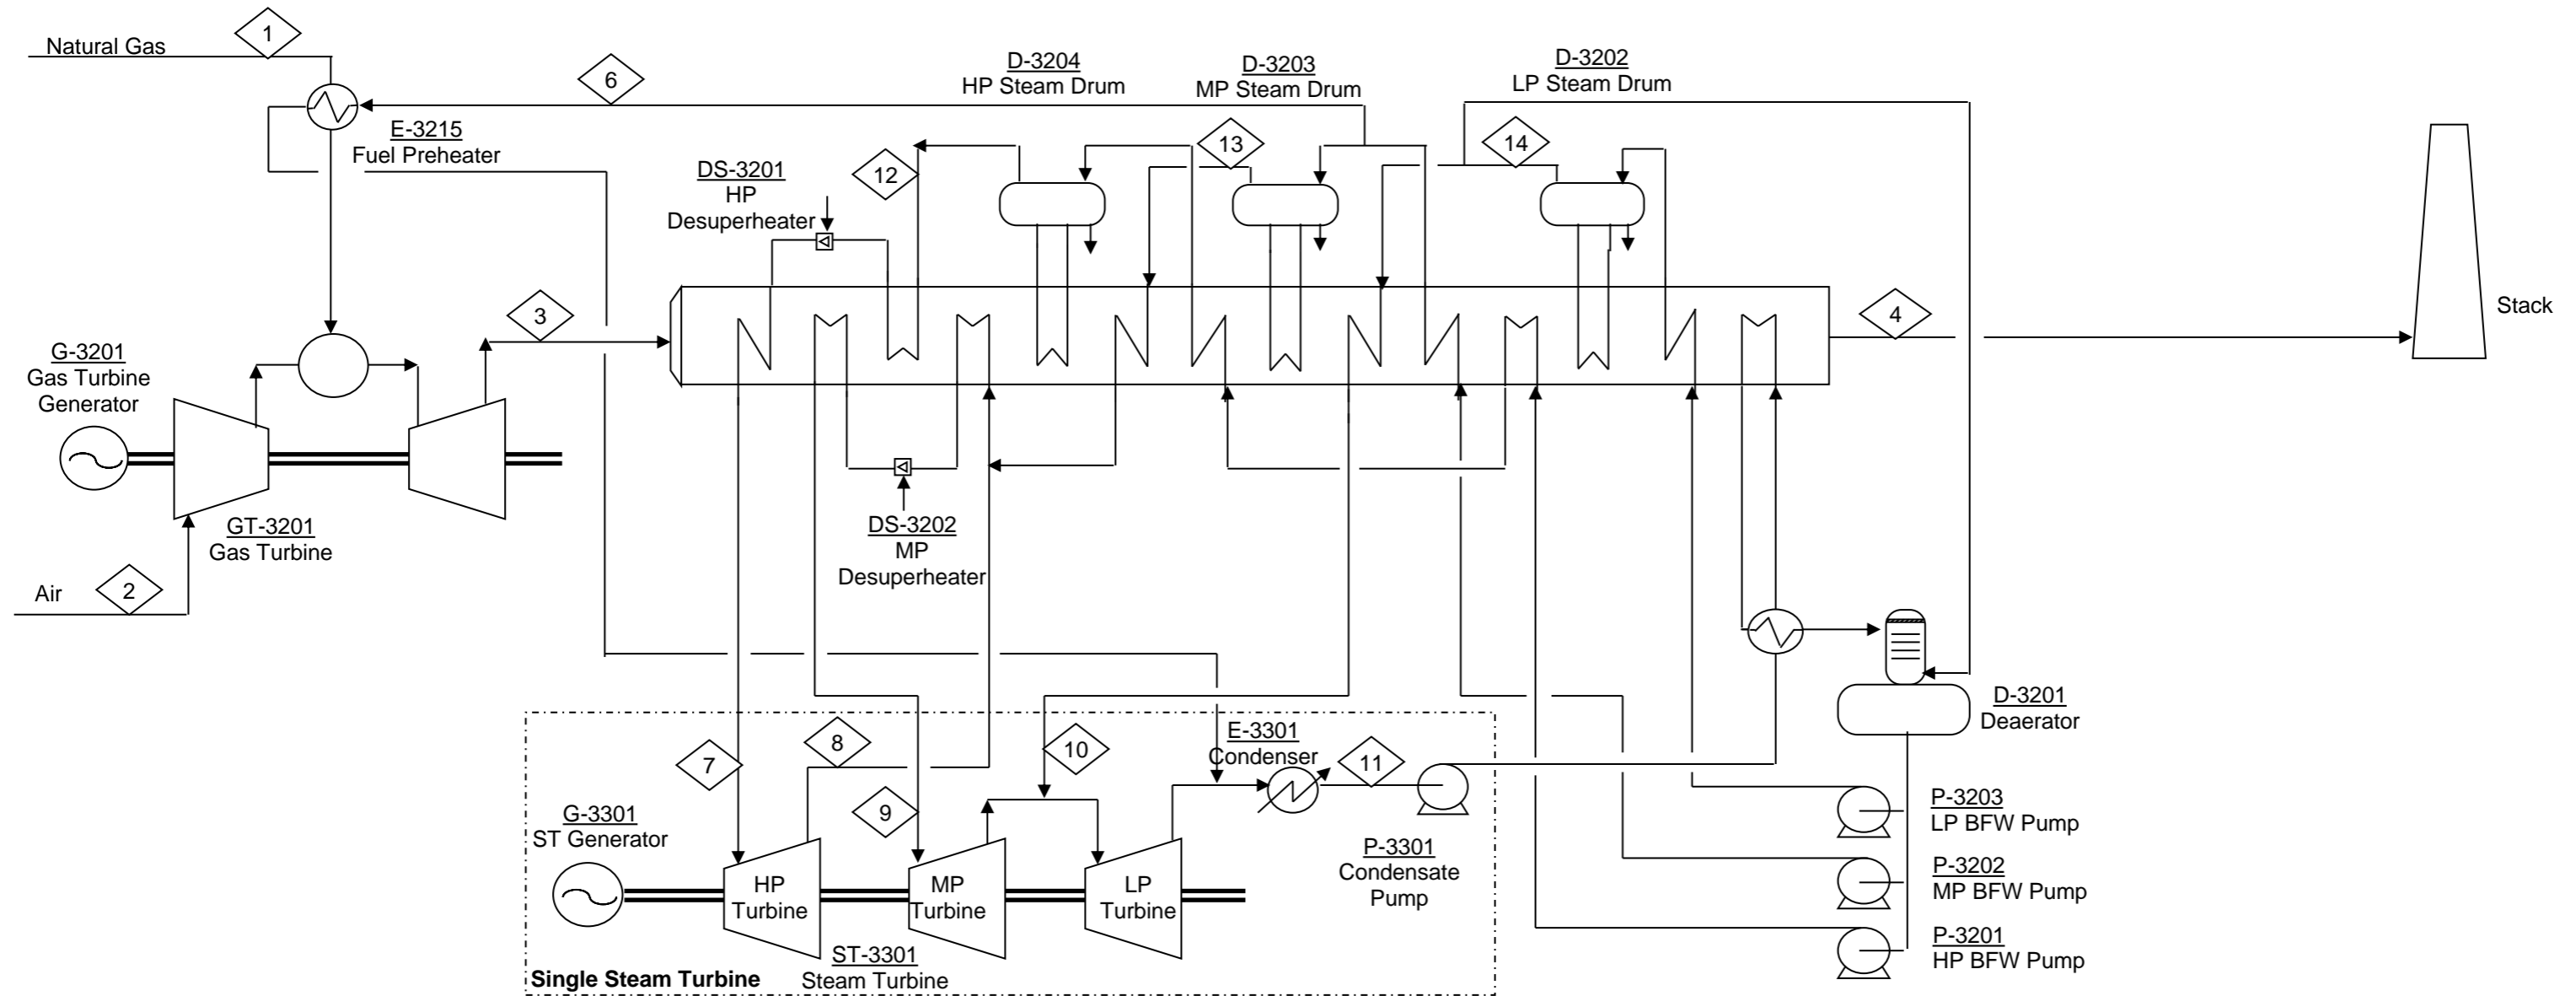 Natural Gas
1
6
D-3204
HP Steam Drum
D-3203
MP Steam Drum
D-3202
LP Steam Drum
E-3215
Fuel Preheater
13
14
12
DS-3201
HP
Desuperheater
3
4
Stack
G-3201
Gas Turbine
Generator
GT-3201
Gas Turbine
DS-3202
MP
Desuperheater
Air
2
D-3201
Deaerator
7
8
9
10
E-3301
Condenser
11
G-3301
ST Generator
HP
Turbine
MP
Turbine
LP
Turbine
P-3301
Condensate
Pump
P-3203
LP BFW Pump
P-3202
MP BFW Pump
P-3201
HP BFW Pump
ST-3301
Steam Turbine
Single Steam Turbine